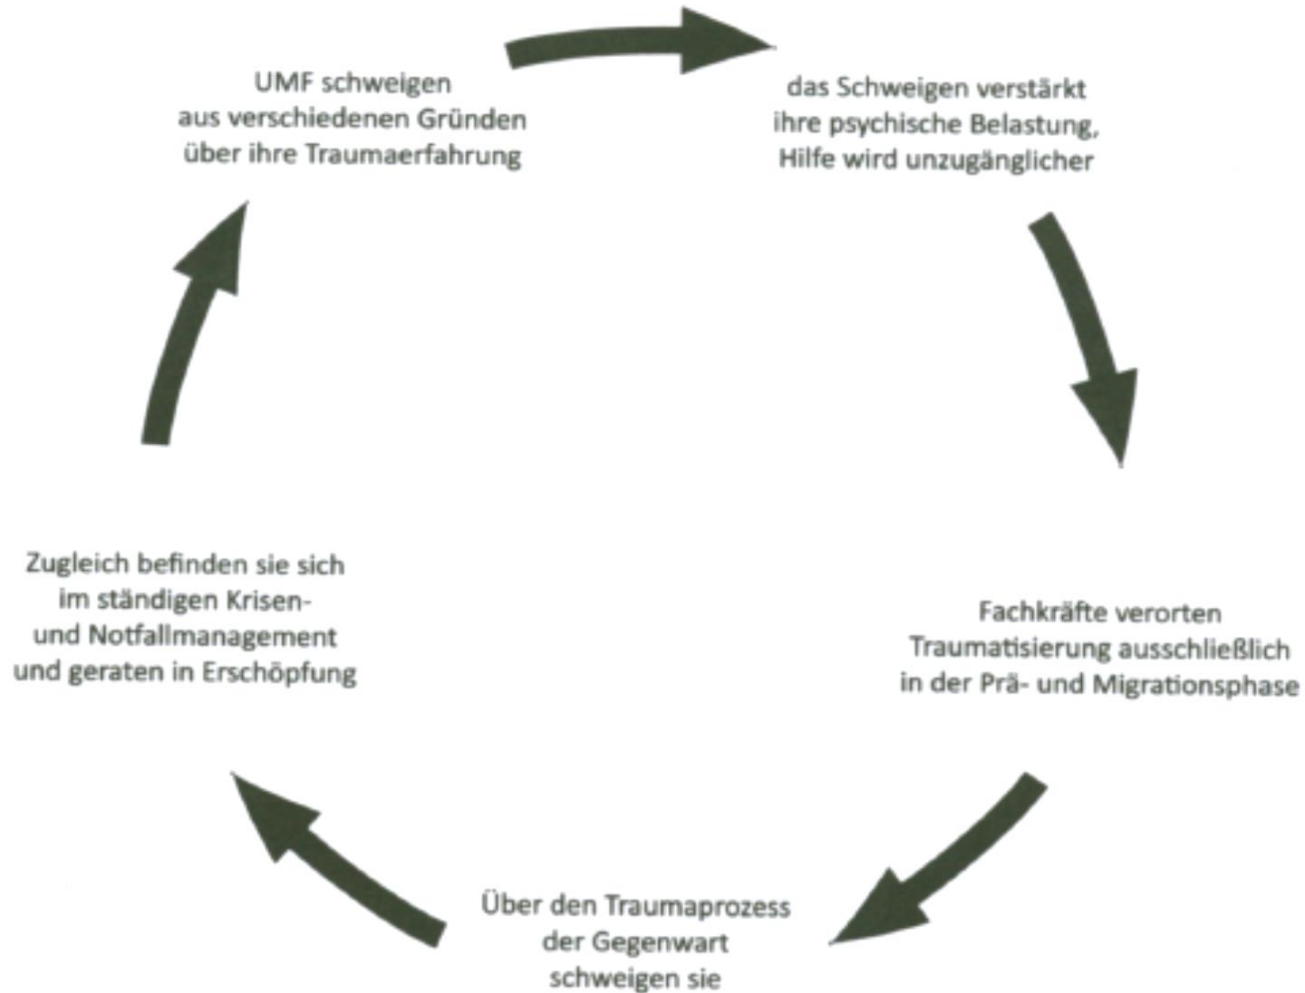 UMF schweigen
aus verschiedenen Gründen
über ihre Traumaerfahrung
das Schweigen verstärkt
ihre psychische Belastung,
Hilfe wird unzugänglicher
Fachkräfte verorten
Traumatisierung ausschließlich
in der Prä- und Migrationsphase
Über den Traumaprozess
der Gegenwart
schweigen sie
Zugleich befinden sie sich
im ständigen Krisen-
und Notfallmanagement
und geraten in Erschöpfung